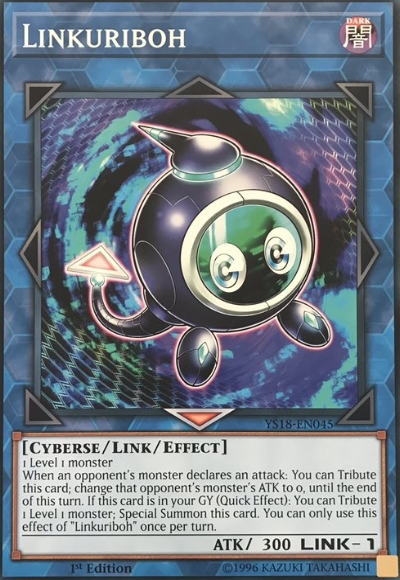 LINKURIBOH
DARK
闇
YS18-EN045
[CYBERSE/LINK/EFFECT]
1 Level 1 monster
When an opponent's monster declares an attack: You can Tribute
this card; change that opponent's monster's ATK to 0, until the end
of this turn. If this card is in your GY (Quick Effect): You can Tribute
1 Level 1 monster; Special Summon this card. You can only use this
effect of "Linkuriboh" once per turn.
ATK/ 300 LINK-1
1st Edition ©1996 KAZUKI TAKAHASHI